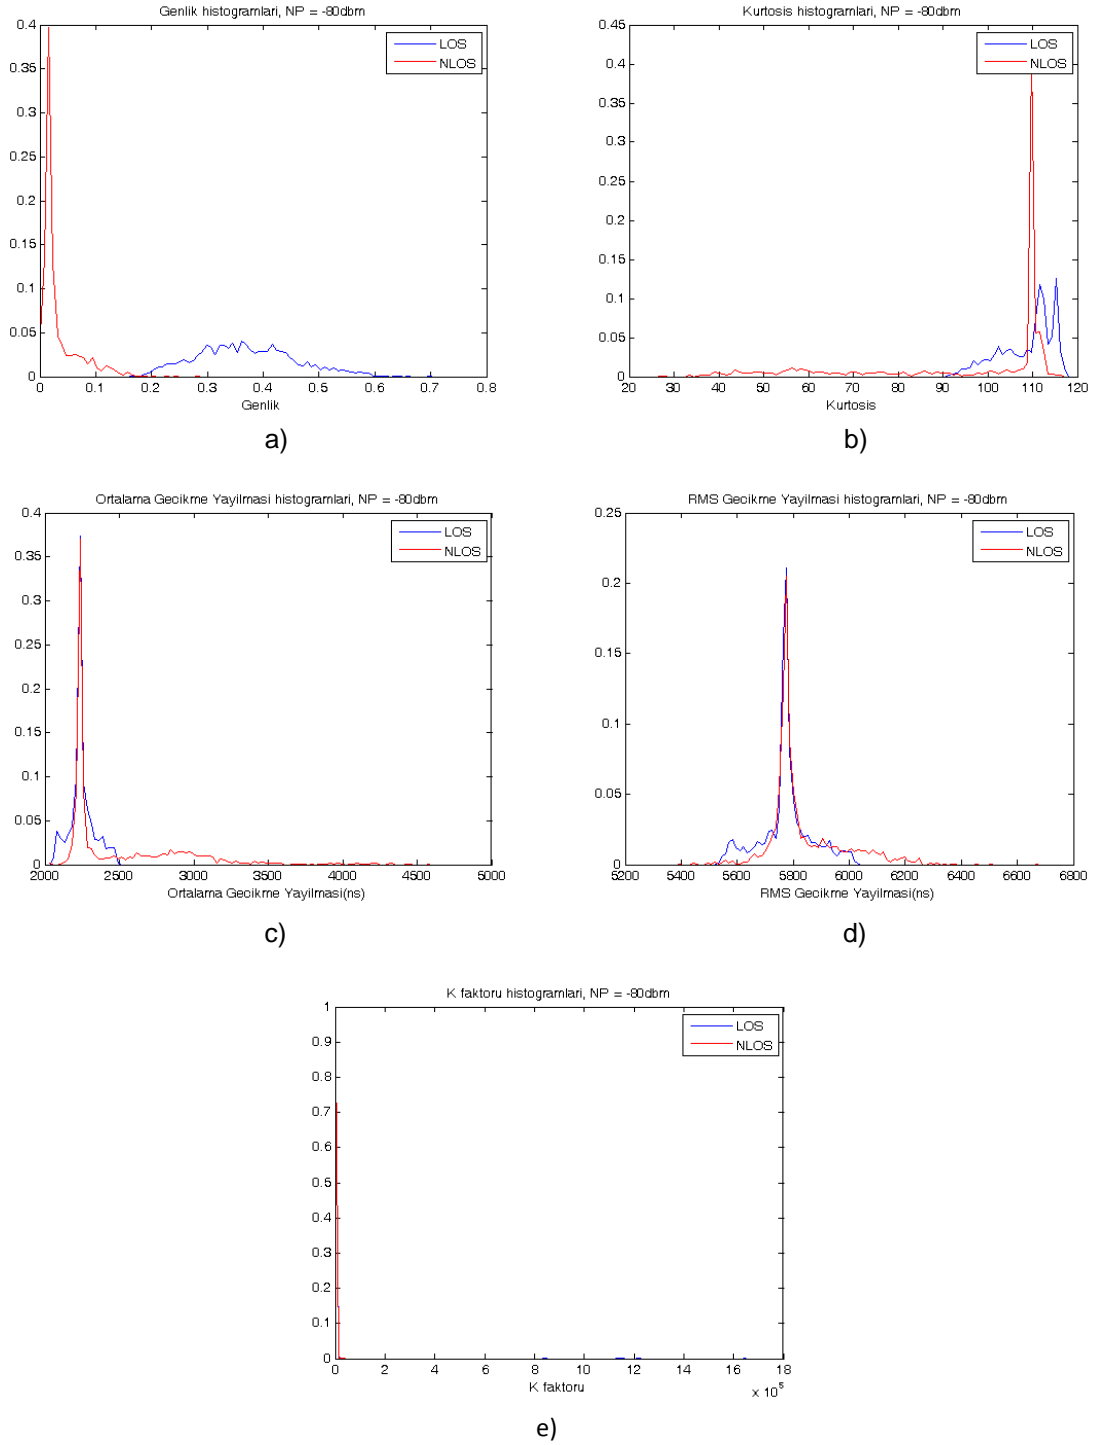 Genlik histogramlari, NP = -80dbm
LOS
NLOS
0.4
0.35
0.3
0.25
0.2
0.15
0.1
0.05
0
0 0.1 0.2 0.3 0.4 0.5 0.6 0.7 0.8
Genlik
a)
Kurtosis histogramlari, NP = -80dbm
LOS
NLOS
0.45
0.4
0.35
0.3
0.25
0.2
0.15
0.1
0.05
0
20 30 40 50 60 70 80 90 100 110 120
Kurtosis
b)
Ortalama Gecikme Yayilmasi histogramlari, NP = -80dbm
LOS
NLOS
0.4
0.35
0.3
0.25
0.2
0.15
0.1
0.05
0
2000 2500 3000 3500 4000 4500 5000
Ortalama Gecikme Yayilmasi(ns)
c)
RMS Gecikme Yayilmasi histogramlari, NP = -80dbm
LOS
NLOS
0.25
0.2
0.15
0.1
0.05
0
5200 5400 5600 5800 6000 6200 6400 6600 6800
RMS Gecikme Yayilmasi(ns)
d)
K faktoru histogramlari, NP = -80dbm
LOS
NLOS
1
0.9
0.8
0.7
0.6
0.5
0.4
0.3
0.2
0.1
0
0 2 4 6 8 10 12 14 16 18
K faktoru
x 10⁵
e)